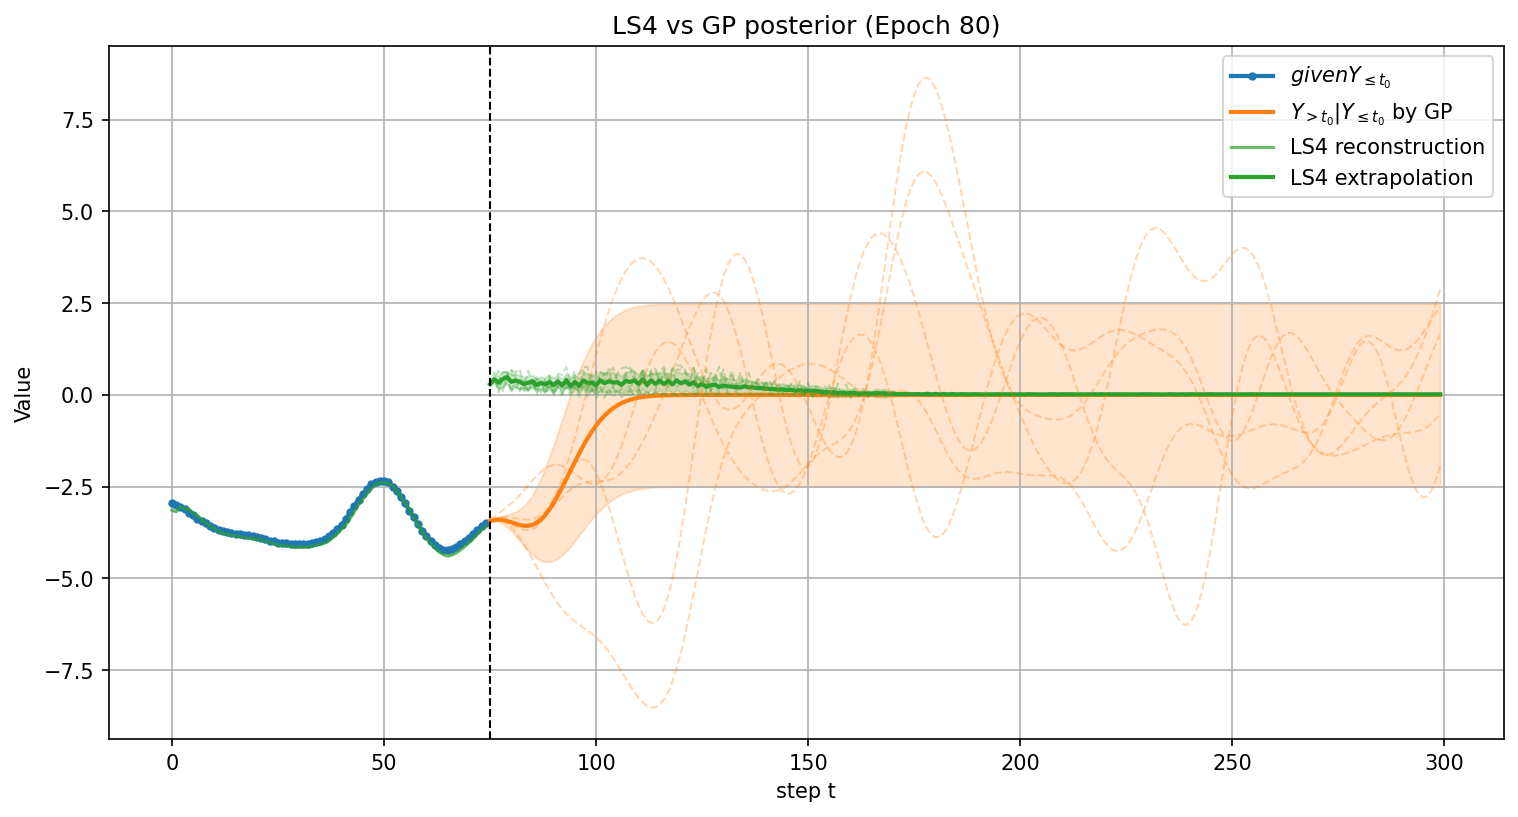 LS4 vs GP posterior (Epoch 80)
givenY≤t₀
Y>t₀|Y≤t₀ by GP
LS4 reconstruction
LS4 extrapolation
Value
7.5
5.0
2.5
0.0
−2.5
−5.0
−7.5
0 50 100 150 200 250 300
step t